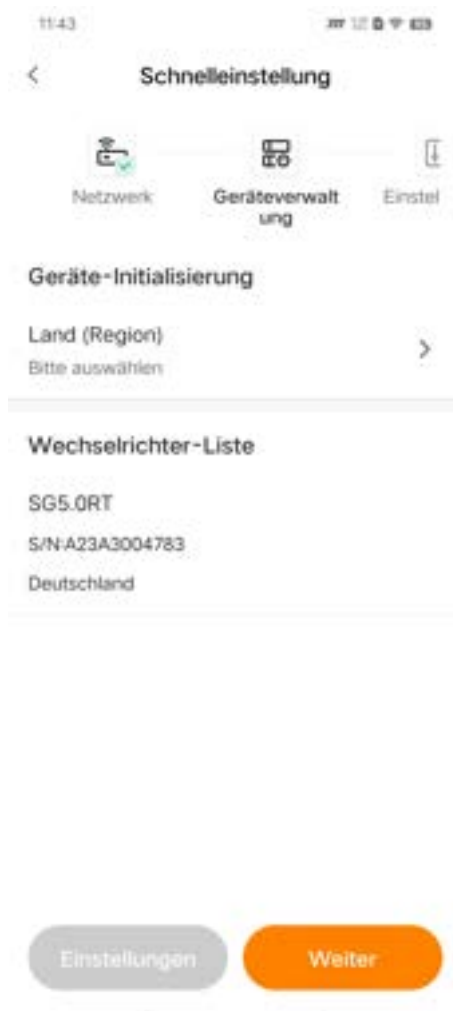 11:43
Schnelleinstellung
Netzwerk
Geräteverwalt
ung
Einstel
Geräte-Initialisierung
Land (Region)
Bitte auswählen
Wechselrichter-Liste
SG5.0RT
S/N:A23A3004783
Deutschland
Einstellungen
Weiter